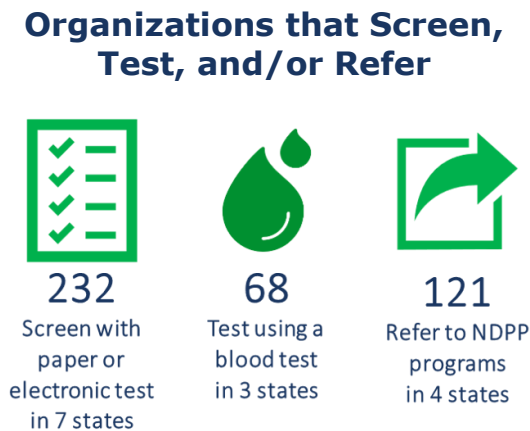 Organizations that Screen,
Test, and/or Refer
232
Screen with
paper or
electronic test
in 7 states
68
Test using a
blood test
in 3 states
121
Refer to NDPP
programs
in 4 states